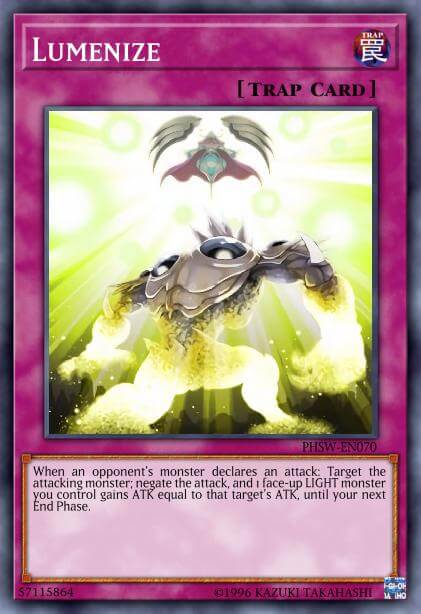 LUMENIZE
TRAP
罠
[TRAP CARD]
PHSW-EN070
When an opponent's monster declares an attack: Target the
attacking monster; negate the attack, and 1 face-up LIGHT monster
you control gains ATK equal to that target's ATK, until your next
End Phase.
57115864
©1996 KAZUKI TAKAHASHI